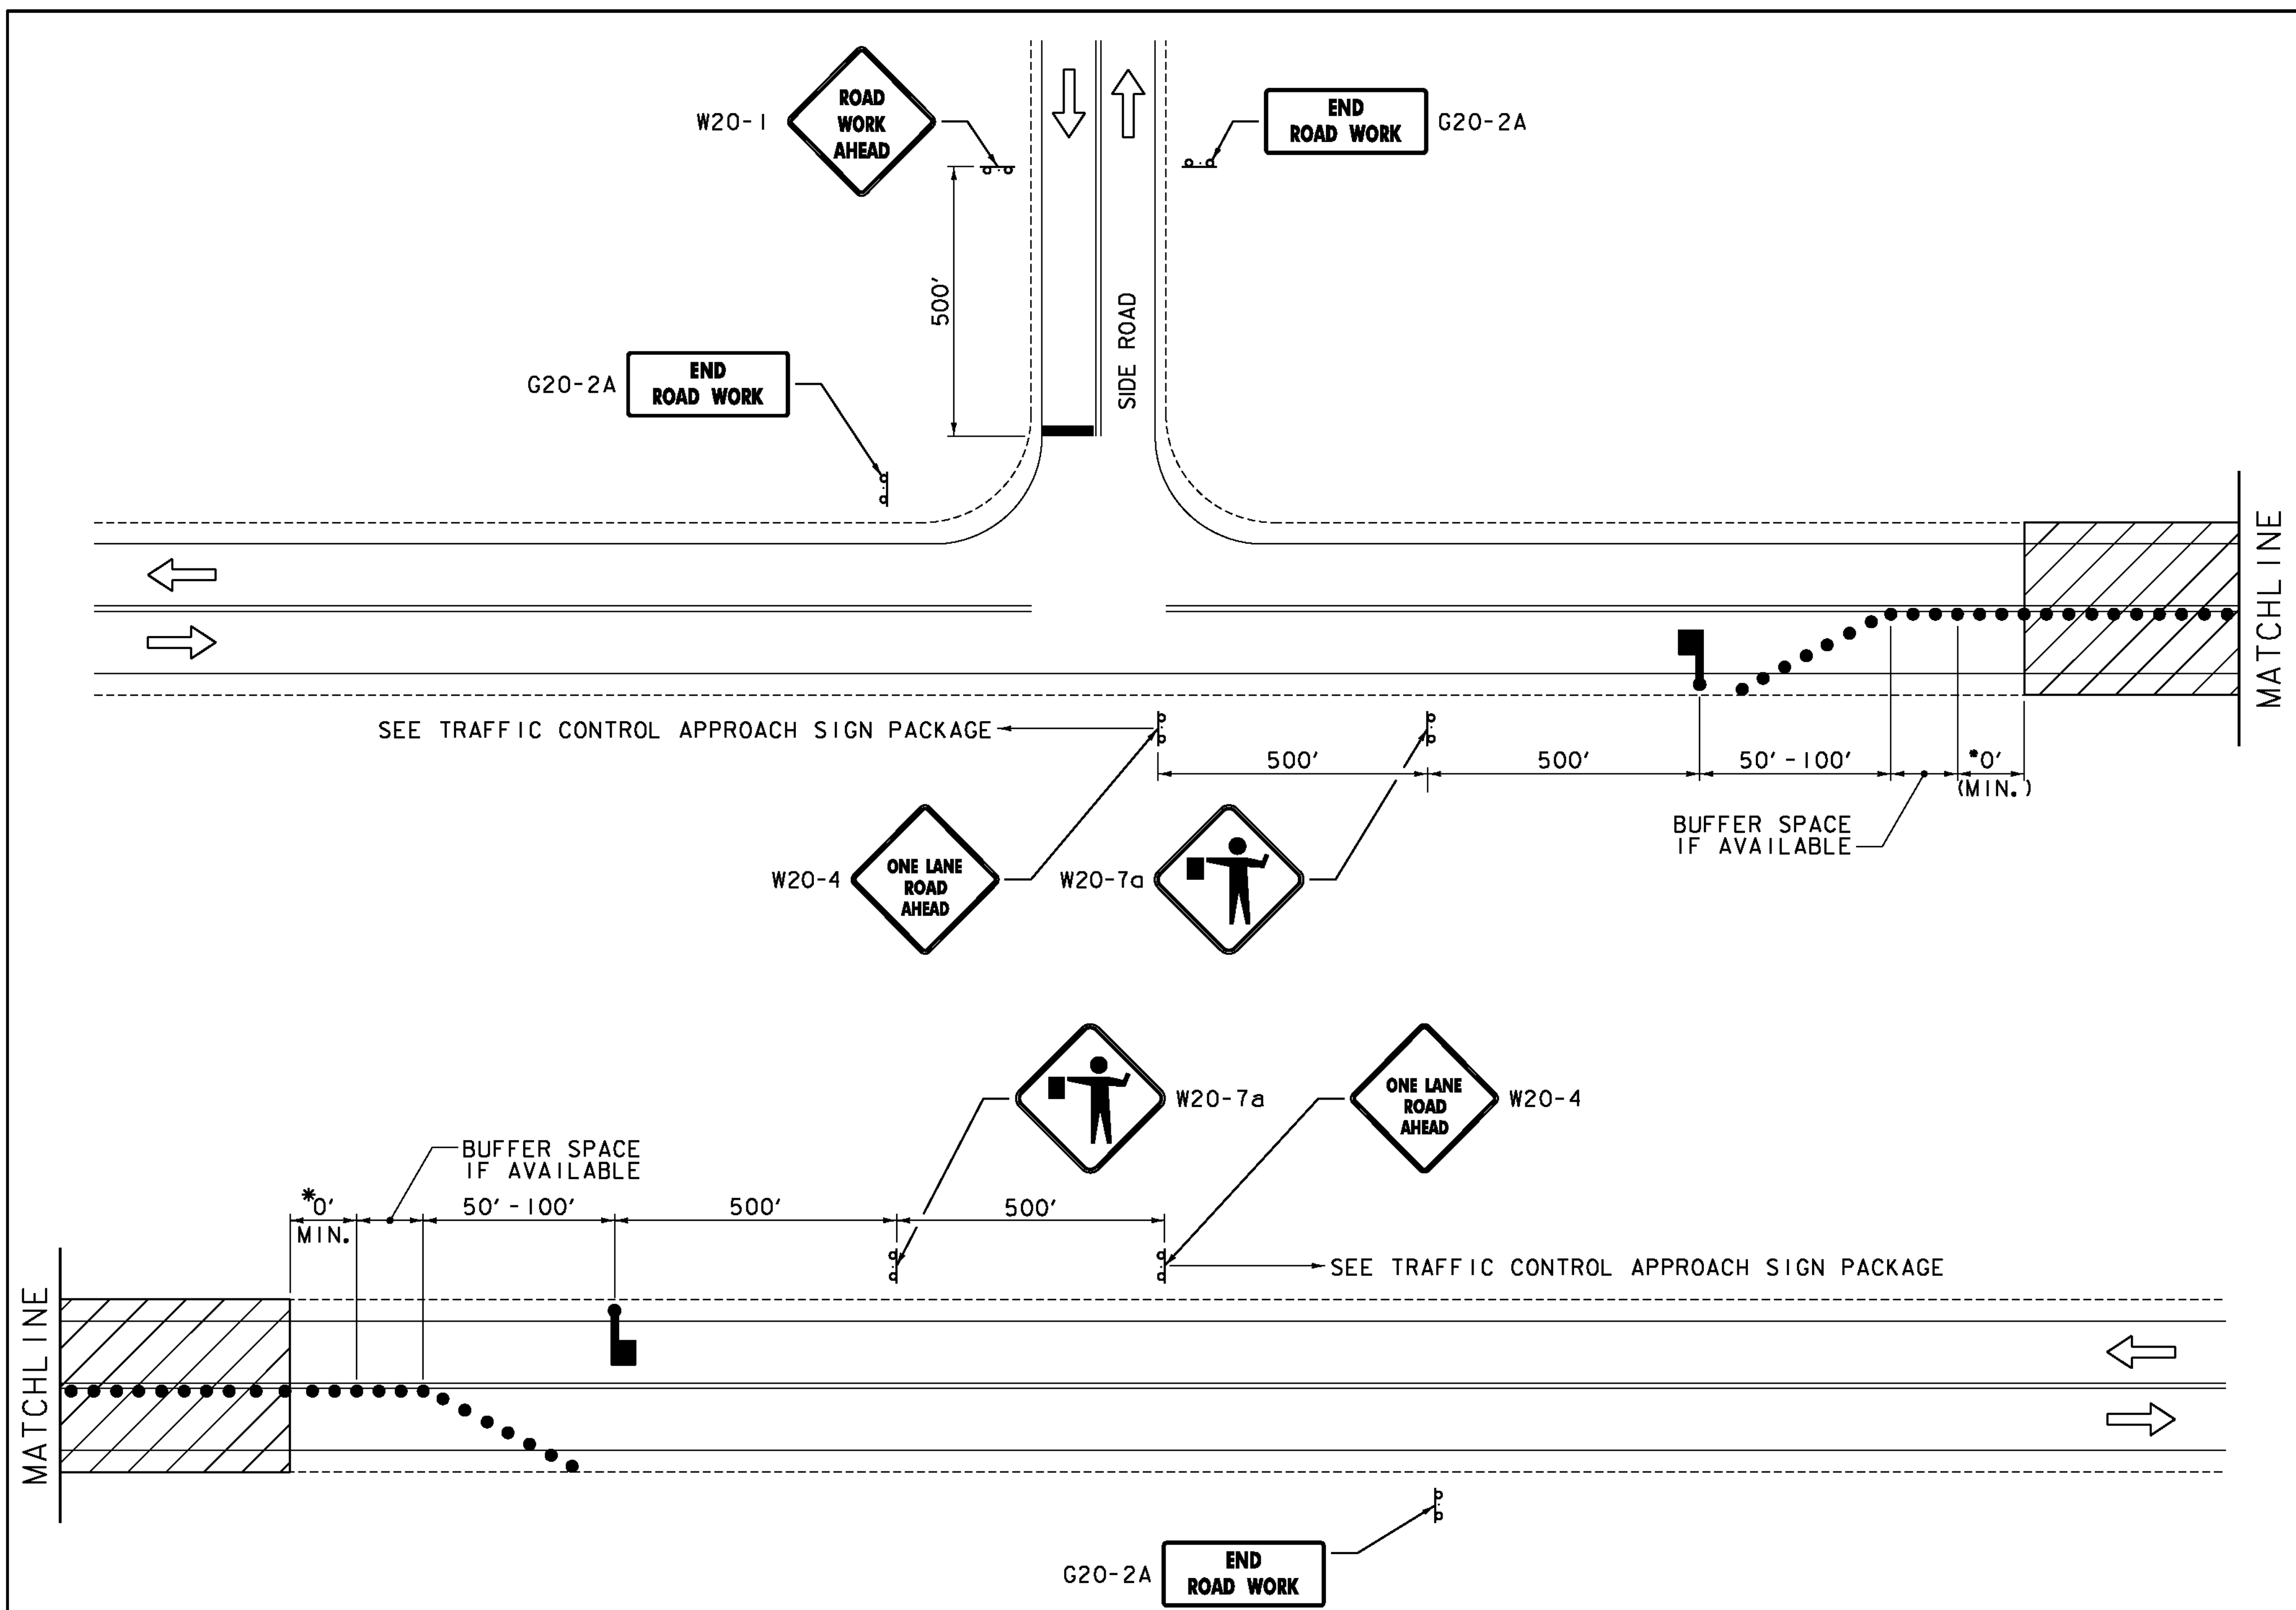 W20-1
ROAD
WORK
AHEAD
END
ROAD WORK
G20-2A
500'
SIDE ROAD
G20-2A
END
ROAD WORK
MATCHLINE
SEE TRAFFIC CONTROL APPROACH SIGN PACKAGE
500'
500'
50'-100'
*0'
(MIN.)
BUFFER SPACE
IF AVAILABLE
W20-4
ONE LANE
ROAD
AHEAD
W20-7a
W20-7a
ONE LANE
ROAD
AHEAD
W20-4
BUFFER SPACE
IF AVAILABLE
*0'
MIN.
50'-100'
500'
500'
SEE TRAFFIC CONTROL APPROACH SIGN PACKAGE
MATCHLINE
G20-2A
END
ROAD WORK